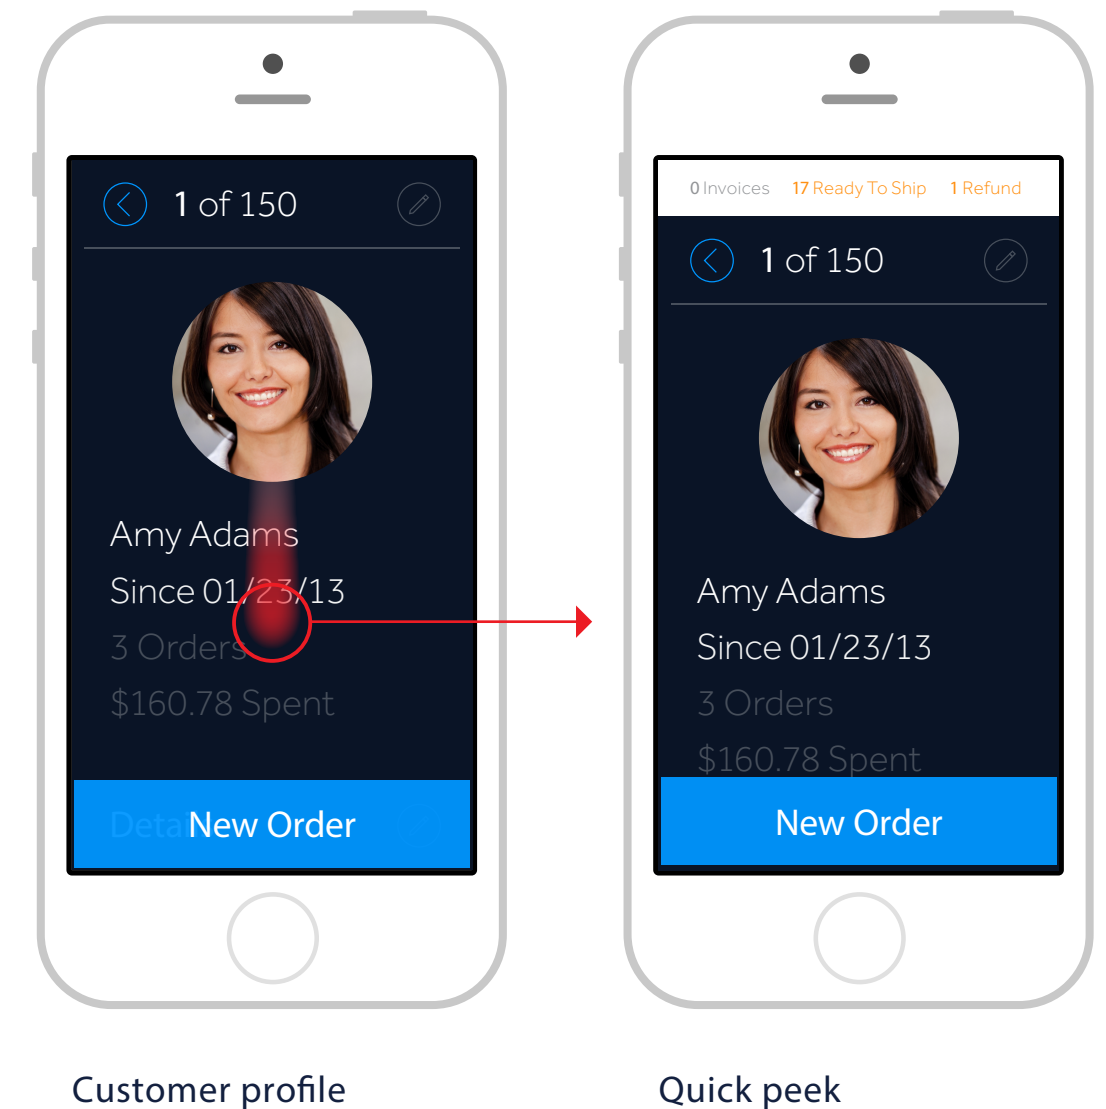 1 of 150
Amy Adams
Since 01/23/13
3 Orders
$160.78 Spent
New Order
Customer profile
0 Invoices 17 Ready To Ship 1 Refund
1 of 150
Amy Adams
Since 01/23/13
3 Orders
$160.78 Spent
New Order
Quick peek